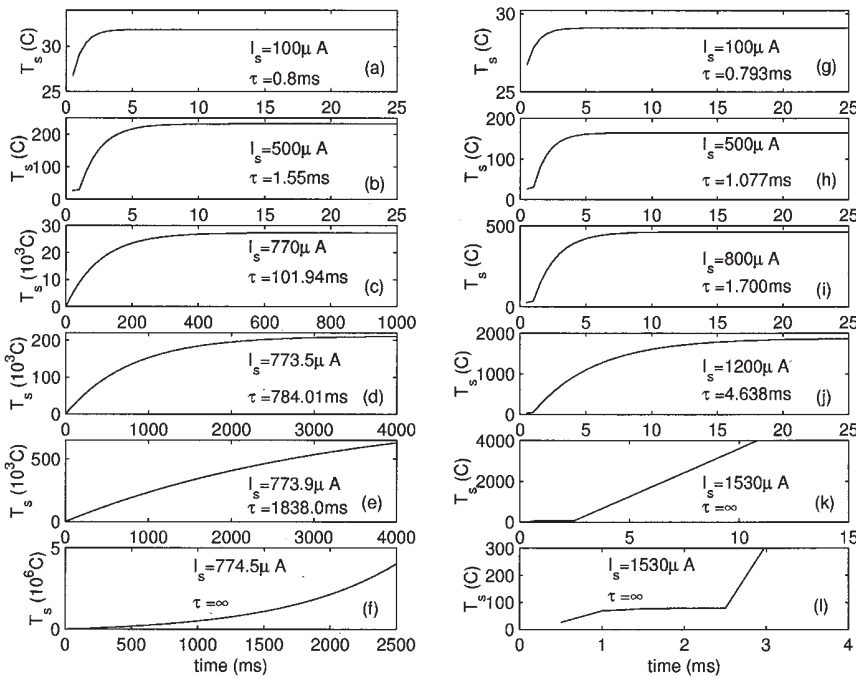 30
25
T_s (C)
I_s=100μ A
τ =0.8ms
(a)
0 5 10 15 20 25
200
100
0
T_s (C)
I_s=500μ A
τ =1.55ms
(b)
0 5 10 15 20 25
30
20
10
0
T_s (10³C)
I_s=770μ A
τ =101.94ms
(c)
0 200 400 600 800 1000
200
100
0
T_s (10³C)
I_s=773.5μ A
τ =784.01ms
(d)
0 1000 2000 3000 4000
500
0
T_s (10³C)
I_s=773.9μ A
τ =1838.0ms
(e)
0 1000 2000 3000 4000
5
0
T_s (10⁶C)
I_s=774.5μ A
τ =∞
(f)
0 500 1000 1500 2000 2500
time (ms)
30
25
T_s (C)
I_s=100μ A
τ =0.793ms
(g)
0 5 10 15 20 25
200
100
0
T_s (C)
I_s=500μ A
τ =1.077ms
(h)
0 5 10 15 20 25
500
0
T_s (C)
I_s=800μ A
τ =1.700ms
(i)
0 5 10 15 20 25
2000
1000
0
T_s (C)
I_s=1200μ A
τ =4.638ms
(j)
0 5 10 15 20 25
4000
2000
0
T_s (C)
I_s=1530μ A
τ =∞
(k)
0 5 10 15
300
200
100
0
T_s (C)
I_s=1530μ A
τ =∞
(l)
0 1 2 3 4
time (ms)